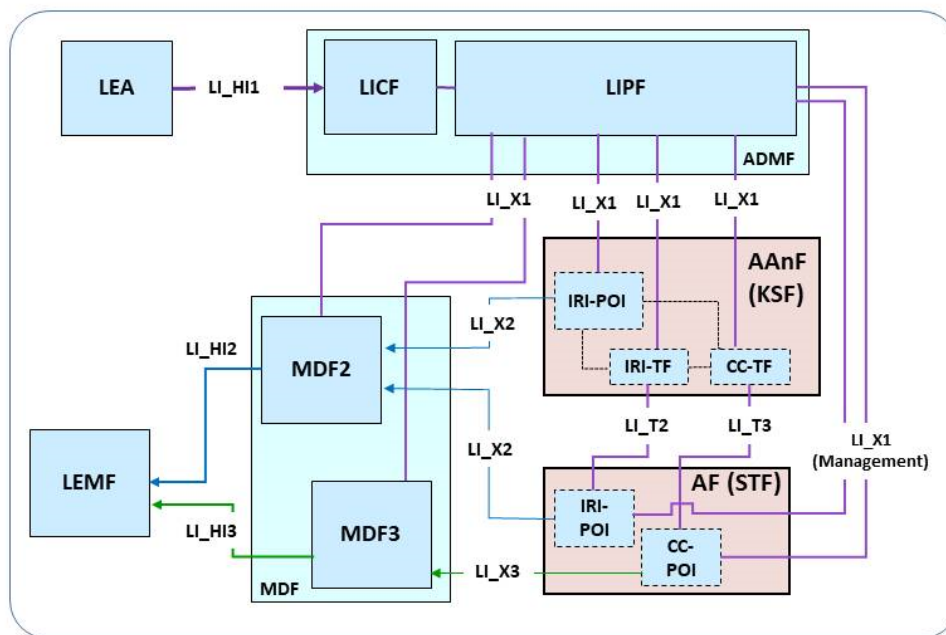 LEA
LI_HI1
LICF
LIPF
ADMF
LI_X1
LI_X1
LI_X1
LI_X1
AAnF
(KSF)
IRI-POI
IRI-TF
CC-TF
LI_X2
LI_HI2
MDF2
LI_X2
LI_T2
LI_T3
LI_X1
(Management)
LEMF
LI_HI3
MDF3
MDF
LI_X3
AF (STF)
IRI-
POI
CC-
POI